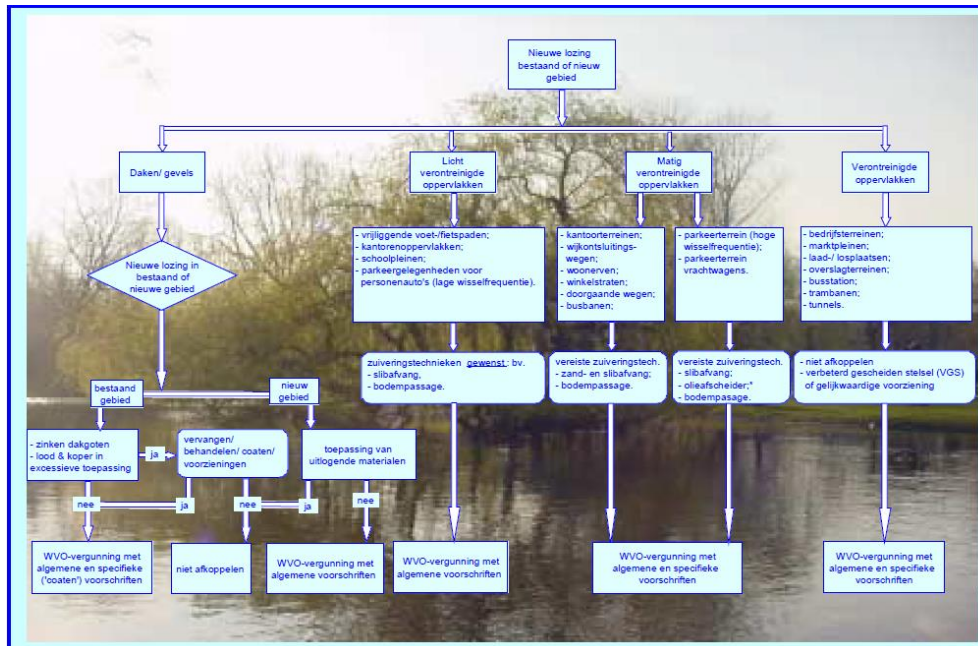 Nieuwe lozing
bestaand of nieuw
gebied
Daken/ gevels
Licht
verontreinigde
oppervlakken
Matig
verontreinigde
oppervlakken
Verontreinigde
oppervlakken
Nieuwe lozing in
bestaand of
nieuwe gebied
- vrijliggende voet-/fietspaden;
- kantorenoppervlakken;
- schoolpleinen;
- parkeergelegenheden voor
personenauto's (lage wisselfrequentie).
- kantoorterreinen;
- wijkontsluitings-
wegen;
- woonerven;
- winkelstraten;
- doorgaande wegen;
- busbanen;
- parkeerterrein (hoge
wisselfrequentie);
- parkeerterrein
vrachtwagens.
- bedrijfsterreinen;
- marktpleinen;
- laad-/ losplaatsen;
- overslagterreinen;
- busstation;
- trambanen;
- tunnels.
zuiveringstechnieken gewenst: bv.
- slibafvang,
- bodempassage.
vereiste zuiveringstech.
- zand- en slibafvang;
- bodempassage.
vereiste zuiveringstech.
- slibafvang;
- olieafscheider;*
- bodempasage.
- niet afkoppelen
- verbeterd gescheiden stelsel (VGS)
of gelijkwaardige voorziening
bestaand
gebied
nieuw
gebied
- zinken dakgoten
- lood & koper in
excessieve toepassing
ja
vervangen/
behandelen/ coaten/
voorzieningen
toepassing van
uitlogende materialen
nee
ja
nee
ja
nee
WVO-vergunning met
algemene en specifieke
('coaten') voorschriften
niet afkoppelen
WVO-vergunning met
algemene voorschriften
WVO-vergunning met
algemene voorschriften
WVO-vergunning met
algemene en specifieke
voorschriften
WVO-vergunning met
algemene en specifieke
voorschriften